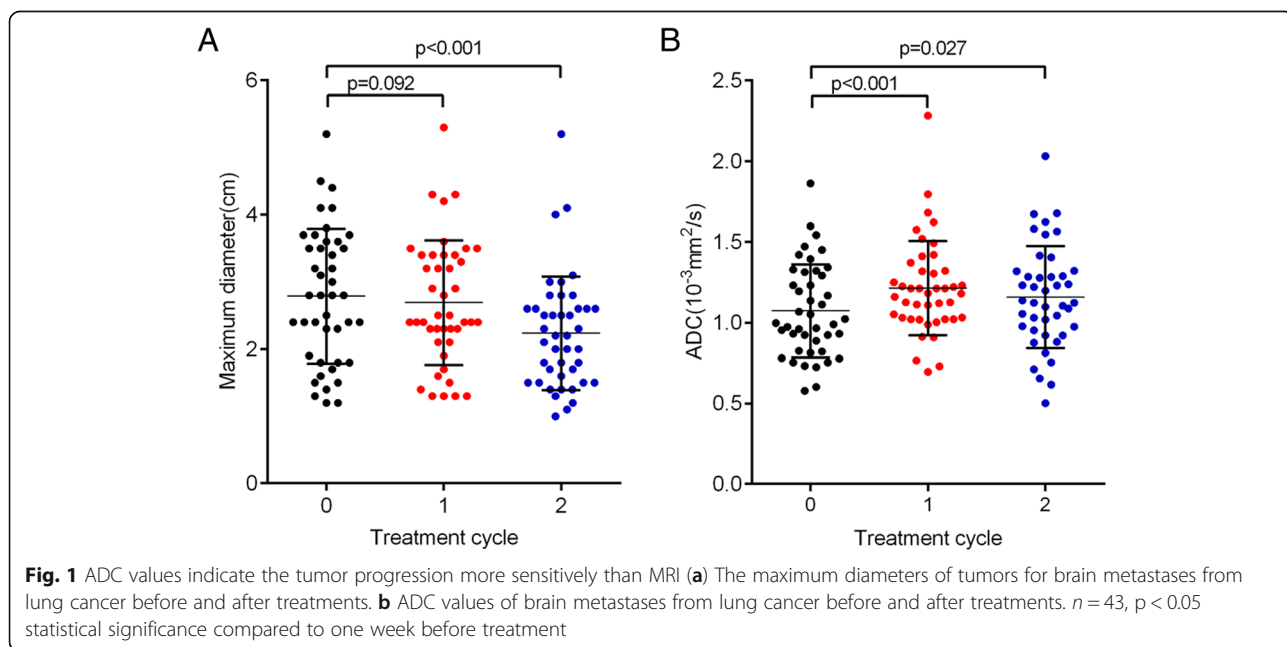 A
p<0.001
p=0.092
6
4
2
0
Maximum diameter(cm)
0 1 2
Treatment cycle
B
p=0.027
p<0.001
2.5
2.0
1.5
1.0
0.5
0.0
ADC(10⁻³mm²/s)
0 1 2
Treatment cycle
Fig. 1 ADC values indicate the tumor progression more sensitively than MRI (a) The maximum diameters of tumors for brain metastases from
lung cancer before and after treatments. b ADC values of brain metastases from lung cancer before and after treatments. n = 43, p < 0.05
statistical significance compared to one week before treatment